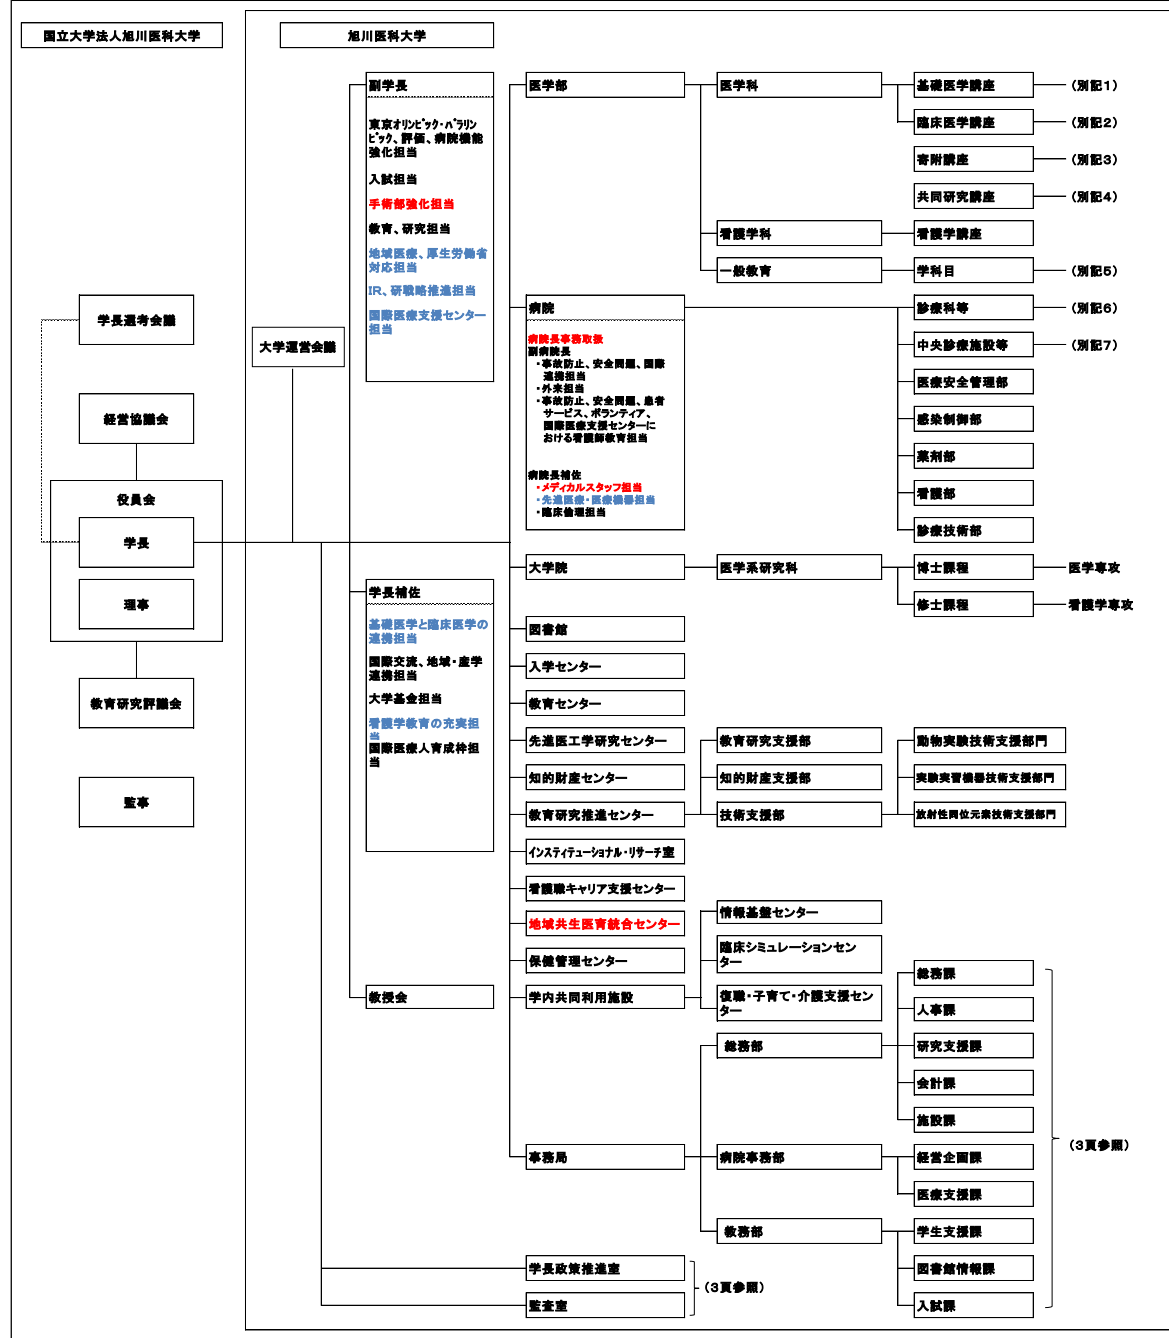 国立大学法人旭川医科大学
旭川医科大学
学長選考会議
経営協議会
役員会
学長
理事
教育研究評議会
監事
大学運営会議
副学長
東京オリンピック・パラリン
ピック、評価、病院機能
強化担当
入試担当
手術部強化担当
教育、研究担当
地域医療、厚生労働省
対応担当
IR、研戦略推進担当
国際医療支援センター
担当
学長補佐
基礎医学と臨床医学の
連携担当
国際交流、地域・産学
連携担当
大学基金担当
看護学教育の充実担
当
国際医療人育成枠担
当
教授会
医学部
医学科
基礎医学講座
（別記１）
臨床医学講座
（別記２）
寄附講座
（別記３）
共同研究講座
（別記４）
看護学科
看護学講座
一般教育
学科目
（別記５）
病院
病院長事務取扱
副病院長
・事故防止、安全問題、国際
連携担当
・外来担当
・事故防止、安全問題、患者
サービス、ボランティア、
国際医療支援センターに
おける看護師教育担当
病院長補佐
・メディカルスタッフ担当
・先進医療・医療機器担当
・臨床倫理担当
診療科等
（別記６）
中央診療施設等
（別記７）
医療安全管理部
感染制御部
薬剤部
看護部
診療技術部
大学院
医学系研究科
博士課程
医学専攻
修士課程
看護学専攻
図書館
入学センター
教育センター
先進医工学研究センター
知的財産センター
教育研究推進センター
教育研究支援部
知的財産支援部
技術支援部
動物実験技術支援部門
実験実習機器技術支援部門
放射性同位元素技術支援部門
インスティテューショナル・リサーチ室
看護職キャリア支援センター
地域共生医育統合センター
保健管理センター
学内共同利用施設
情報基盤センター
臨床シミュレーションセン
ター
復職・子育て・介護支援セン
ター
事務局
総務部
総務課
人事課
研究支援課
会計課
施設課
病院事務部
経営企画課
医療支援課
教務部
学生支援課
図書館情報課
入試課
（３頁参照）
学長政策推進室
監査室
（３頁参照）